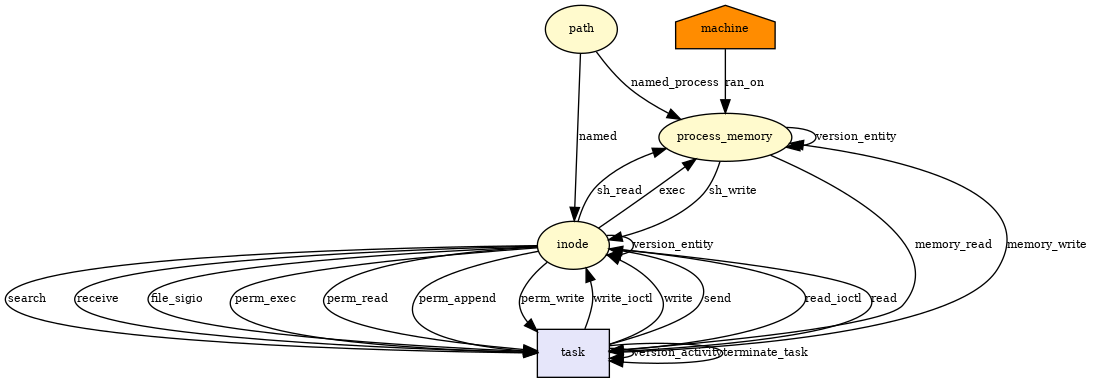 path
machine
named_process
ran_on
named
process_memory
version_entity
sh_read
exec
sh_write
inode
version_entity
memory_read
memory_write
search
receive
file_sigio
perm_exec
perm_read
perm_append
perm_write
write_ioctl
write
send
read_ioctl
read
task
version_activity
terminate_task